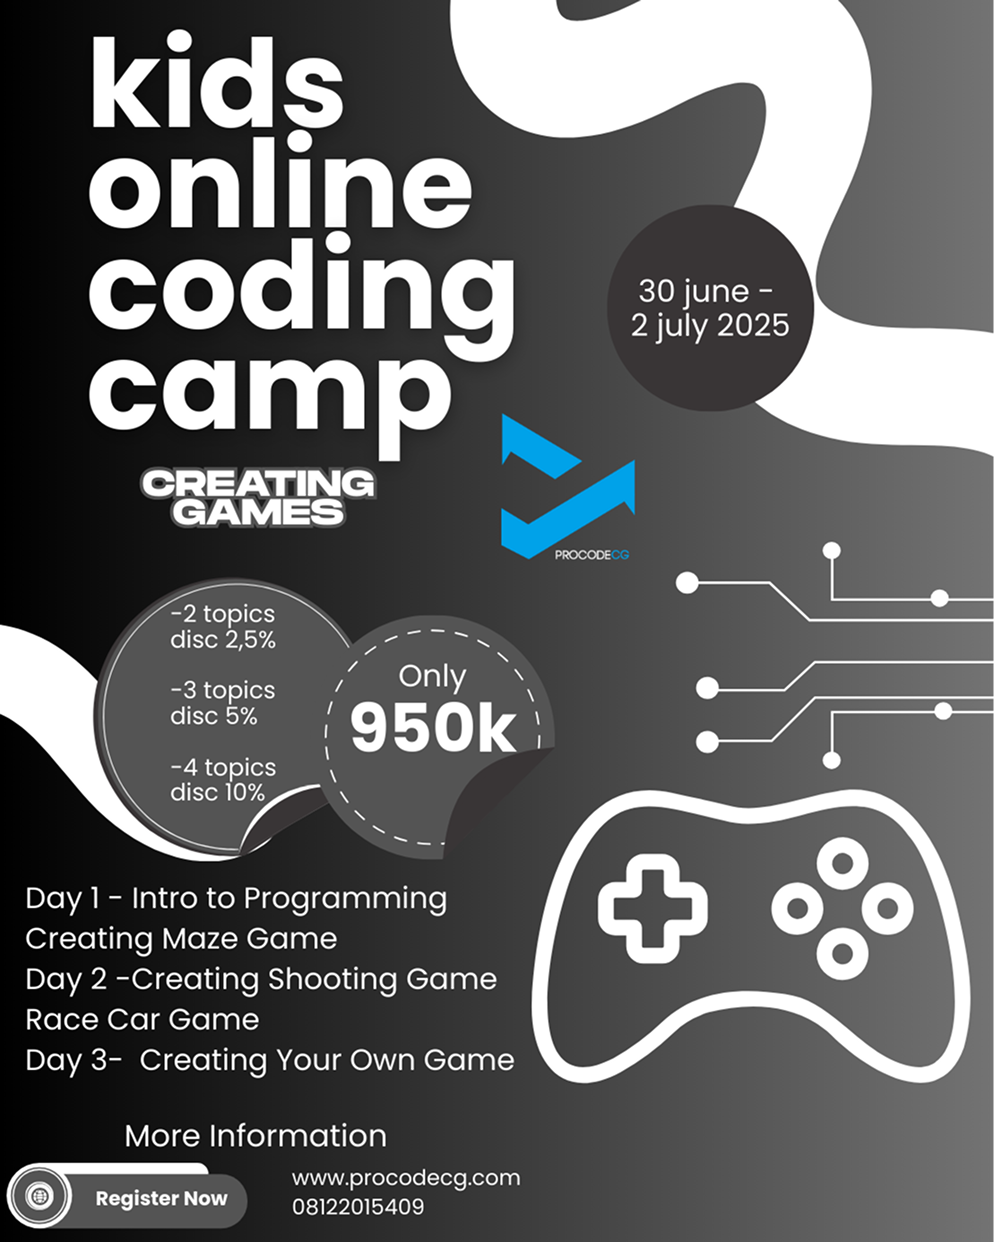 kids
online
coding
camp
30 june -
2 july 2025
CREATING
GAMES
PROCODECG
-2 topics
disc 2,5%
-3 topics
disc 5%
-4 topics
disc 10%
Only
950k
Day 1 - Intro to Programming
Creating Maze Game
Day 2 -Creating Shooting Game
Race Car Game
Day 3-  Creating Your Own Game
More Information
Register Now
www.procodecg.com
08122015409